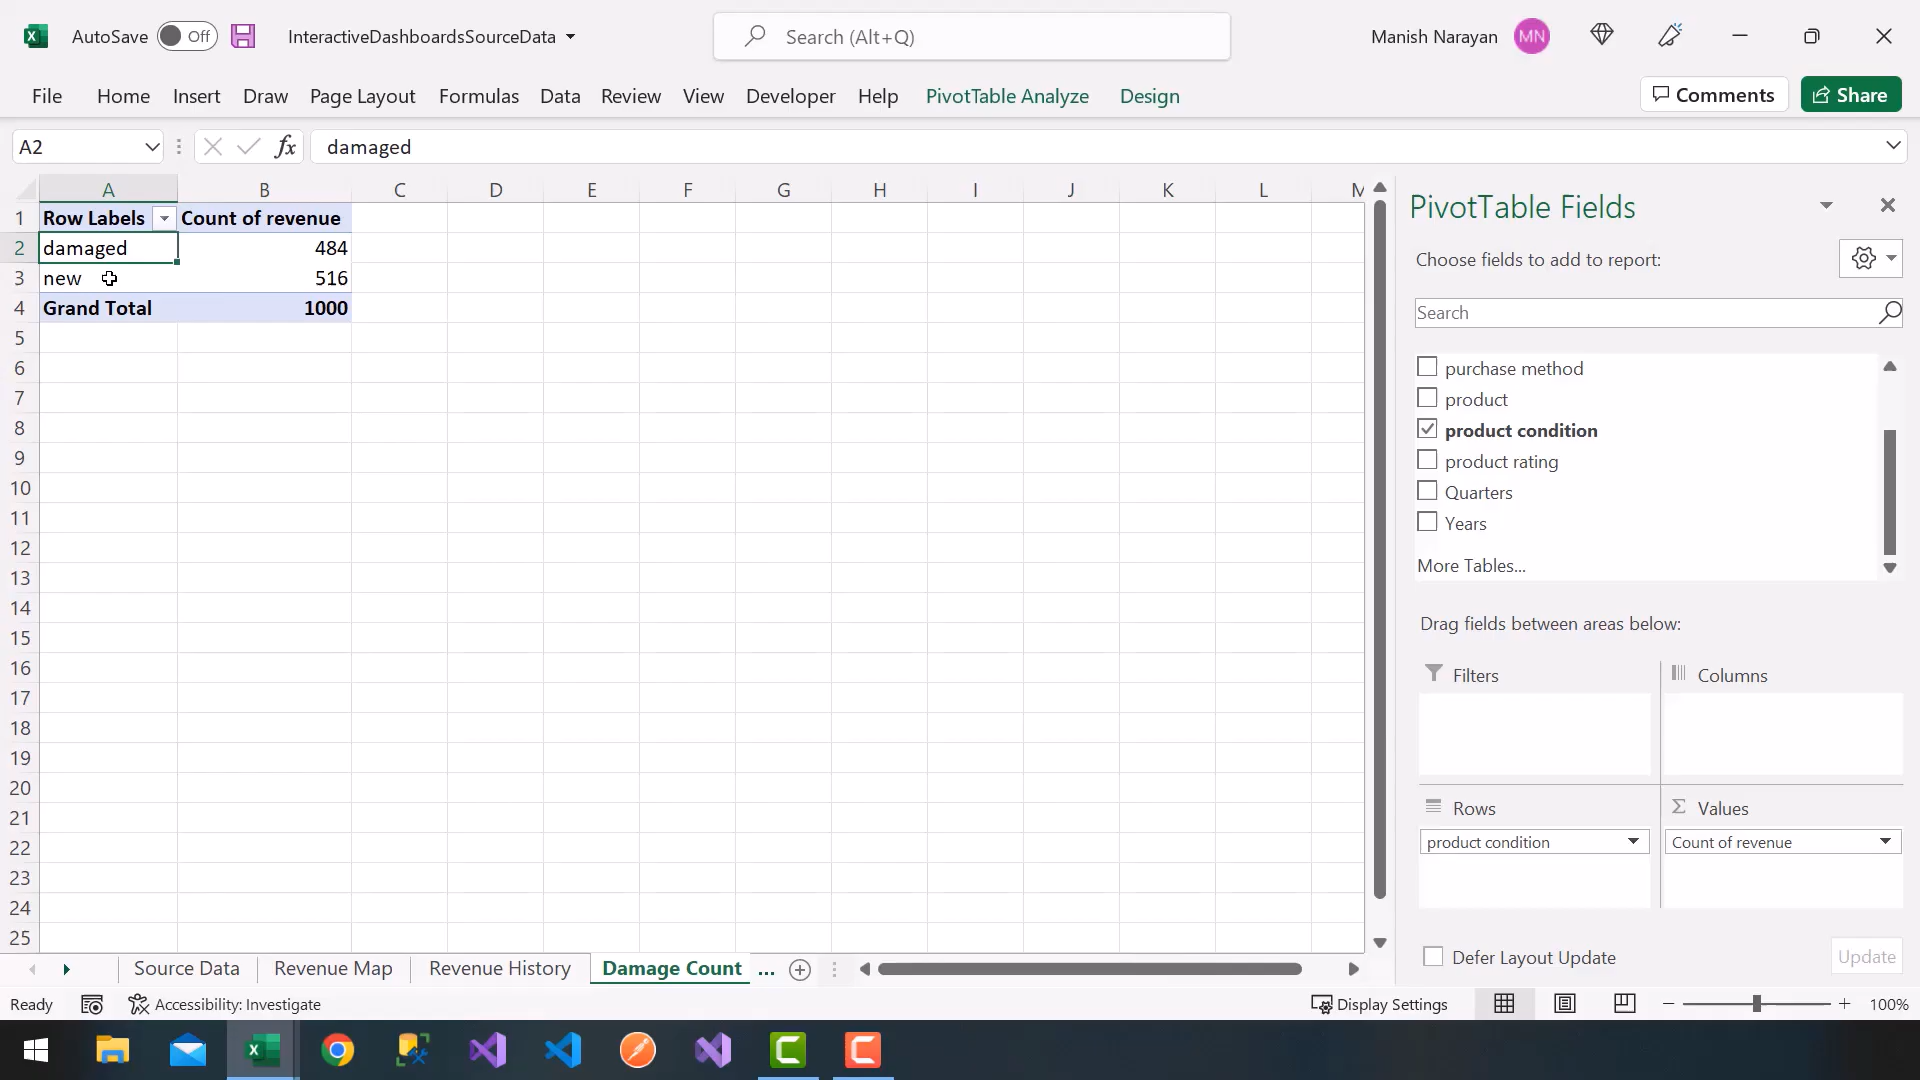 AutoSave Off InteractiveDashboardsSourceData Search (Alt+Q) Manish Narayan MN
File Home Insert Draw Page Layout Formulas Data Review View Developer Help PivotTable Analyze Design Comments Share
A2 fx damaged
A B C D E F G H I J K L M
1 Row Labels Count of revenue
2 damaged 484
3 new 516
4 Grand Total 1000
5
6
7
8
9
10
11
12
13
14
15
16
17
18
19
20
21
22
23
24
25
PivotTable Fields
Choose fields to add to report:
Search
purchase method
product
product condition
product rating
Quarters
Years
More Tables...
Drag fields between areas below:
Filters Columns
Rows Values
product condition Count of revenue
Defer Layout Update Update
Source Data Revenue Map Revenue History Damage Count ...
Ready Accessibility: Investigate Display Settings 100%